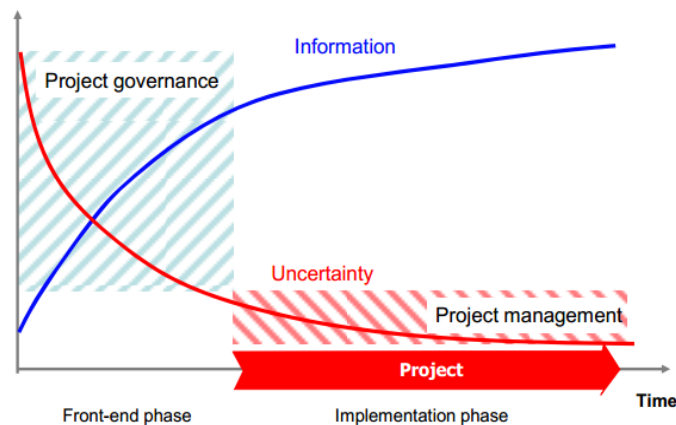 Information
Project governance
Uncertainty
Project management
Project
Time
Front-end phase
Implementation phase